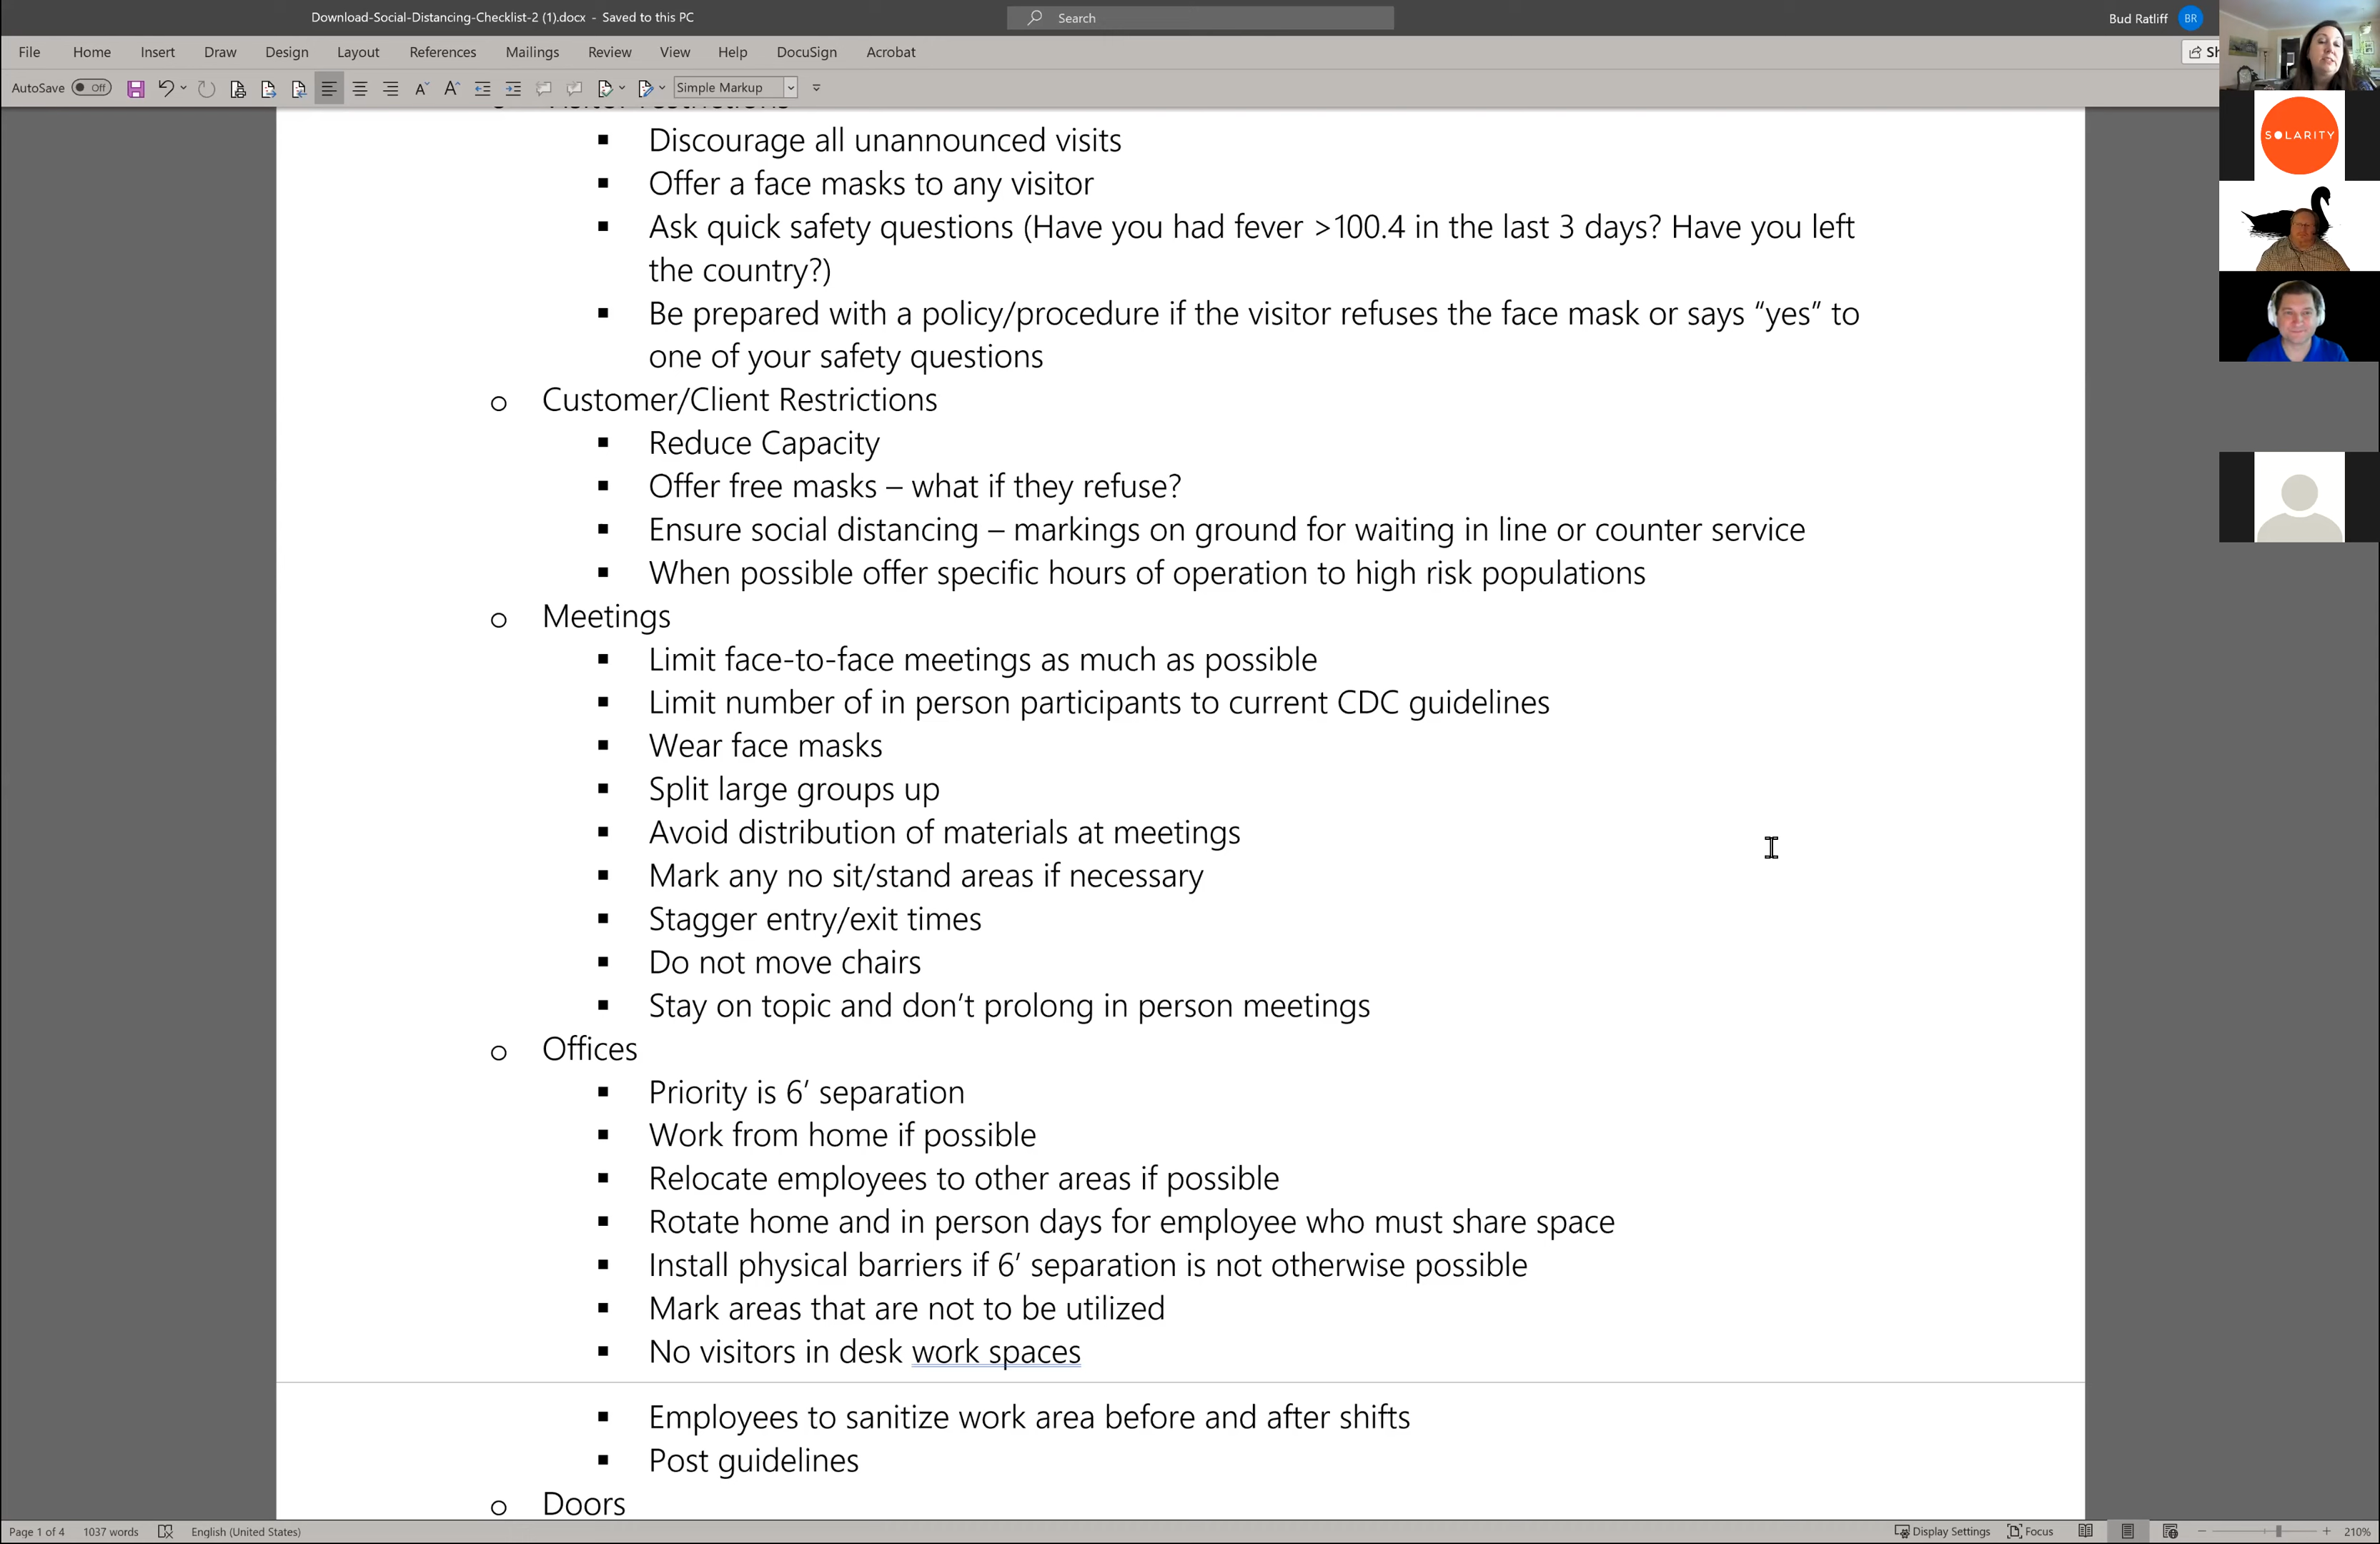 Download-Social-Distancing-Checklist-2 (1).docx - Saved to this PC
Search
Bud Ratliff BR
File Home Insert Draw Design Layout References Mailings Review View Help DocuSign Acrobat
Sh
AutoSave Off Simple Markup
SOLARITY
Visitor restrictions
Discourage all unannounced visits
Offer a face masks to any visitor
Ask quick safety questions (Have you had fever >100.4 in the last 3 days? Have you left
the country?)
Be prepared with a policy/procedure if the visitor refuses the face mask or says “yes” to
one of your safety questions
o Customer/Client Restrictions
Reduce Capacity
Offer free masks – what if they refuse?
Ensure social distancing – markings on ground for waiting in line or counter service
When possible offer specific hours of operation to high risk populations
o Meetings
Limit face-to-face meetings as much as possible
Limit number of in person participants to current CDC guidelines
Wear face masks
Split large groups up
Avoid distribution of materials at meetings
Mark any no sit/stand areas if necessary
Stagger entry/exit times
Do not move chairs
Stay on topic and don’t prolong in person meetings
o Offices
Priority is 6’ separation
Work from home if possible
Relocate employees to other areas if possible
Rotate home and in person days for employee who must share space
Install physical barriers if 6’ separation is not otherwise possible
Mark areas that are not to be utilized
No visitors in desk work spaces
Employees to sanitize work area before and after shifts
Post guidelines
o Doors
Page 1 of 4 1037 words English (United States) Display Settings Focus 210%